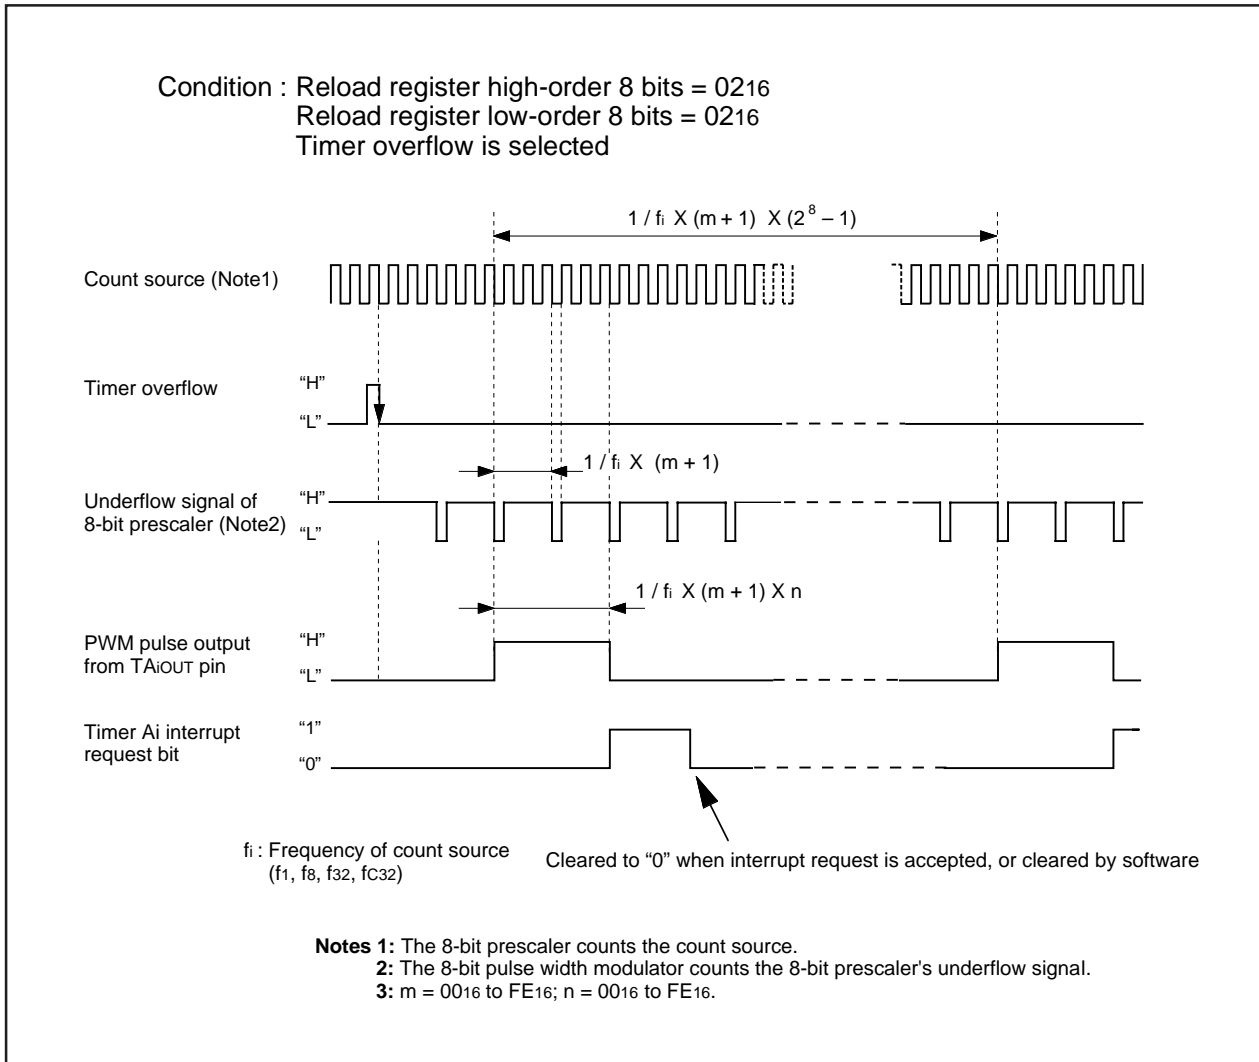 Condition : Reload register high-order 8 bits = 0216
Reload register low-order 8 bits = 0216
Timer overflow is selected
1 / fi X (m + 1) X (2^8 – 1)
Count source (Note1)
Timer overflow
“H”
“L”
1 / fi X (m + 1)
Underflow signal of
8-bit prescaler (Note2)
“H”
“L”
1 / fi X (m + 1) X n
PWM pulse output
from TAiOUT pin
“H”
“L”
Timer Ai interrupt
request bit
“1”
“0”
fi : Frequency of count source
(f1, f8, f32, fC32)
Cleared to “0” when interrupt request is accepted, or cleared by software
Notes 1: The 8-bit prescaler counts the count source.
2: The 8-bit pulse width modulator counts the 8-bit prescaler's underflow signal.
3: m = 0016 to FE16; n = 0016 to FE16.